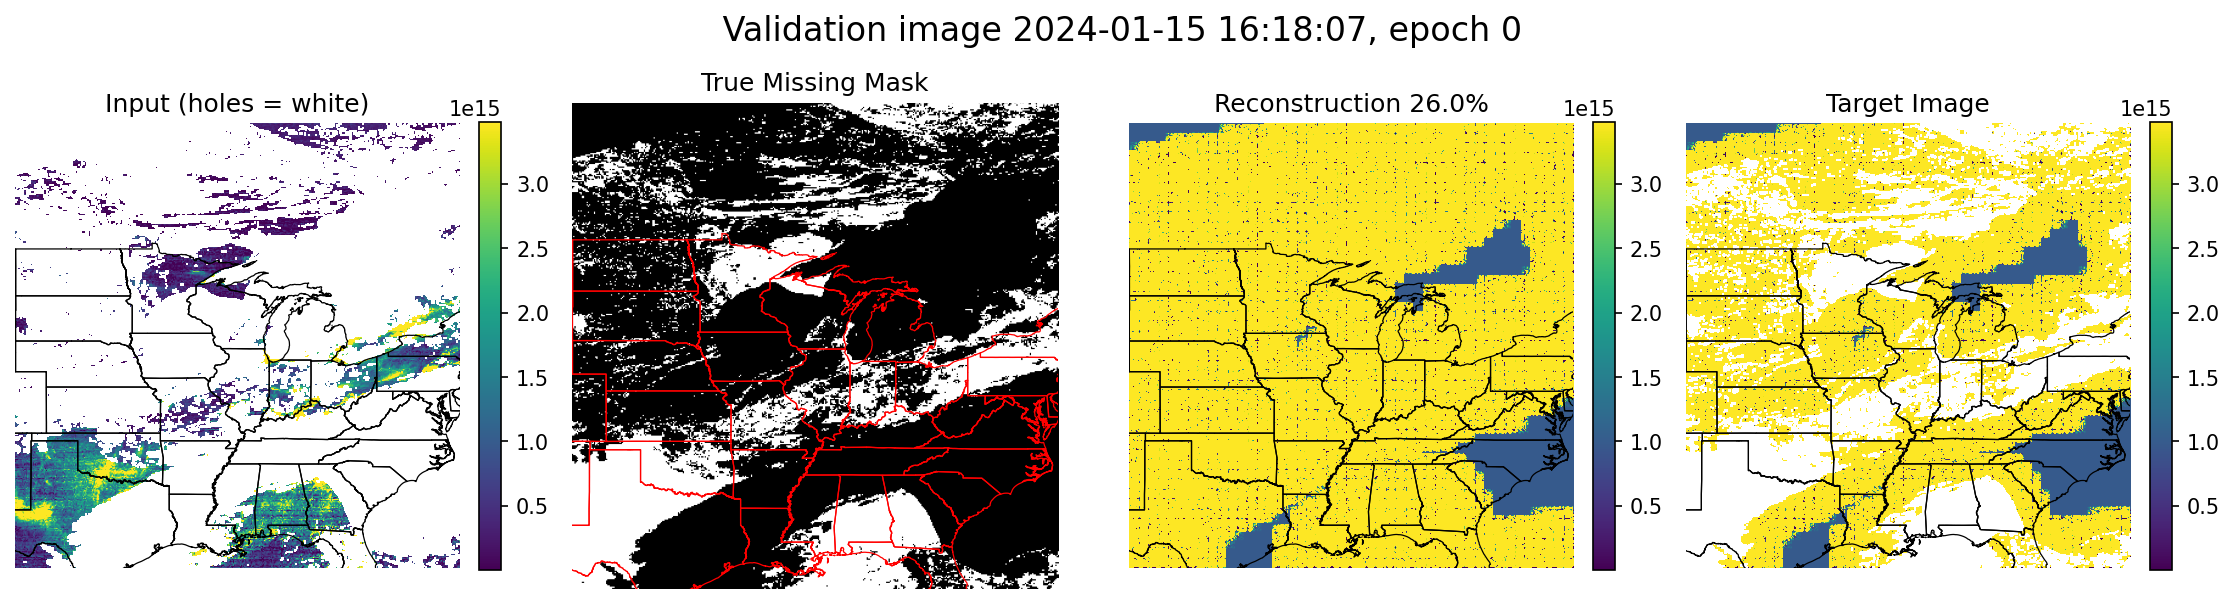 Validation image 2024-01-15 16:18:07, epoch 0
Input (holes = white)
1e15
3.0
2.5
2.0
1.5
1.0
0.5
True Missing Mask
Reconstruction 26.0%
1e15
3.0
2.5
2.0
1.5
1.0
0.5
Target Image
1e15
3.0
2.5
2.0
1.5
1.0
0.5